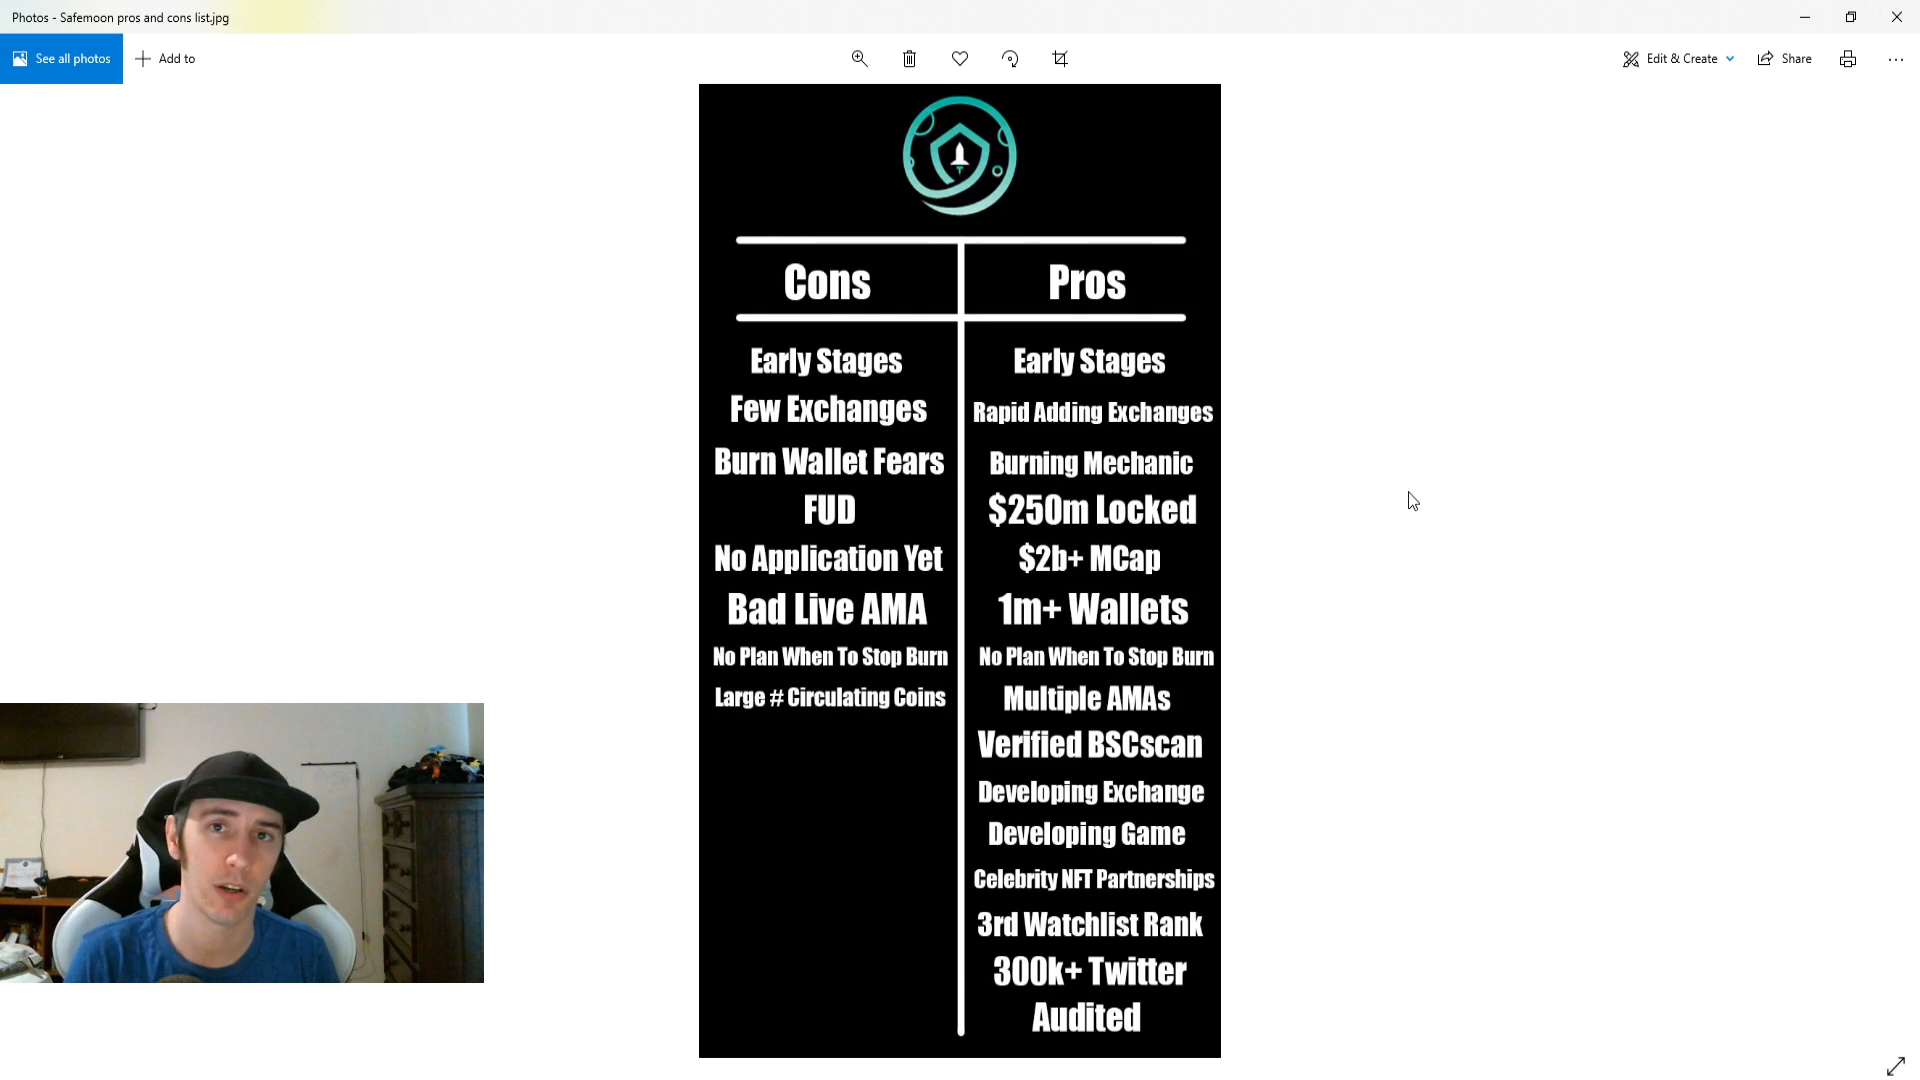 Photos - Safemoon pros and cons list.jpg
See all photos
Add to
Edit & Create
Share
Cons
Pros
Early Stages
Early Stages
Few Exchanges
Rapid Adding Exchanges
Burn Wallet Fears
Burning Mechanic
FUD
$250m Locked
No Application Yet
$2b+ MCap
Bad Live AMA
1m+ Wallets
No Plan When To Stop Burn
No Plan When To Stop Burn
Large # Circulating Coins
Multiple AMAs
Verified BSCscan
Developing Exchange
Developing Game
Celebrity NFT Partnerships
3rd Watchlist Rank
300k+ Twitter
Audited